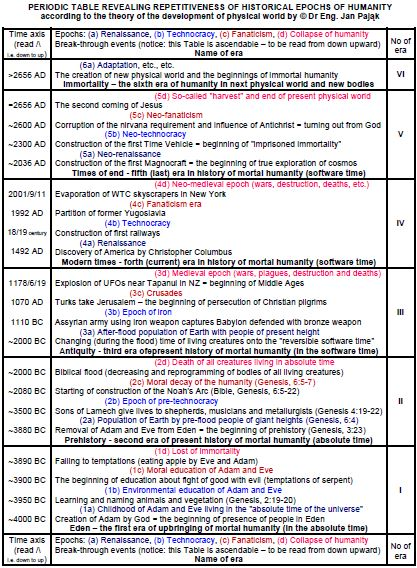 PERIODIC TABLE REVEALING REPETITIVENESS OF HISTORICAL EPOCHS OF HUMANITY
according to the theory of the development of physical world by © Dr Eng. Jan Pająk
Time axis (read /\ i.e. down to up)
Epochs: (a) Renaissance, (b) Technocracy, (c) Fanaticism, (d) Collapse of humanity
Break-through events (notice: this Table is ascendable – to be read from down upward)
Name of era
No of era
(6a) Adaptation, etc., etc.
>2656 AD The creation of new physical world and the beginnings of immortal humanity
Immortality – the sixth era of humanity in next physical world and new bodies
VI
(5d) So-called "harvest" and end of present physical world
=2656 AD The second coming of Jesus
(5c) Neo-fanaticism
~2600 AD Corruption of the nirvana requirement and influence of Antichrist = turning out from God
(5b) Neo-technocracy
~2300 AD Construction of the first Time Vehicle = beginning of "imprisoned immortality"
(5a) Neo-renaissance
~2036 AD Construction of the first Magnocraft = the beginning of true exploration of cosmos
Times of end - fifth (last) era in history of mortal humanity (software time)
V
(4d) Neo-medieval epoch (wars, destruction, deaths, etc.)
2001/9/11 Evaporation of WTC skyscrapers in New York
(4c) Fanaticism era
1992 AD Partition of former Yugoslavia
(4b) Technocracy
18/19 century Construction of first railways
(4a) Renaissance
1492 AD Discovery of America by Christopher Columbus
Modern times - forth (current) era in history of mortal humanity (software time)
IV
(3d) Medieval epoch (wars, plagues, destruction and deaths)
1178/6/19 Explosion of UFOs near Tapanui in NZ = beginning of Middle Ages
(3c) Crusades
1070 AD Turks take Jerusalem – the beginning of persecution of Christian pilgrims
(3b) Epoch of iron
1110 BC Assyrian army using iron weapon captures Babylon defended with bronze weapon
(3a) After-flood population of Earth with people of present height
~2000 BC Changing (during the flood) time of living creatures onto the "reversible software time"
Antiquity - third era ofepresent history of mortal humanity (in the software time)
III
(2d) Death of all creatures living in absolute time
~2000 BC Biblical flood (decreasing and reprogramming of bodies of all living creatures)
(2c) Moral decay of the humanity (Genesis, 6:5-7)
~2080 BC Starting of construction of the Noah's Arc (Bible, Genesis, 6:5-22)
(2b) Epoch of pre-technocracy
~3500 BC Sons of Lamech give lives to shepherds, musicians and metallurgists (Genesis 4:19-22)
(2a) Population of Earth by pre-flood people of giant heights (Genesis, 6:4)
~3880 BC Removal of Adam and Eve from Eden = the beginning of prehistory (Genesis, 3:23)
Prehistory - second era of present history of mortal humanity (absolute time)
II
(1d) Lost of immortality
~3890 BC Falling to temptations (eating apple by Eve and Adam)
(1c) Moral education of Adam and Eve
~3900 BC The beginning of education about fight of good with evil (temptations of serpent)
(1b) Environmental education of Adam and Eve
~3950 BC Learning and naming animals and vegetation (Genesis, 2:19-20)
(1a) Childhood of Adam and Eve living in the "absolute time of the universe"
~4000 BC Creation of Adam by God = the beginning of presence of people in Eden
Eden – the first era of upbringing of mortal humanity (in the absolute time)
I
Time axis (read /\ i.e. down to up)
Epochs: (a) Renaissance, (b) Technocracy, (c) Fanaticism, (d) Collapse of humanity
Break-through events (notice: this Table is ascendable – to be read from down upward)
Name of era
No of era